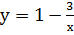 y = 1 − 3/x